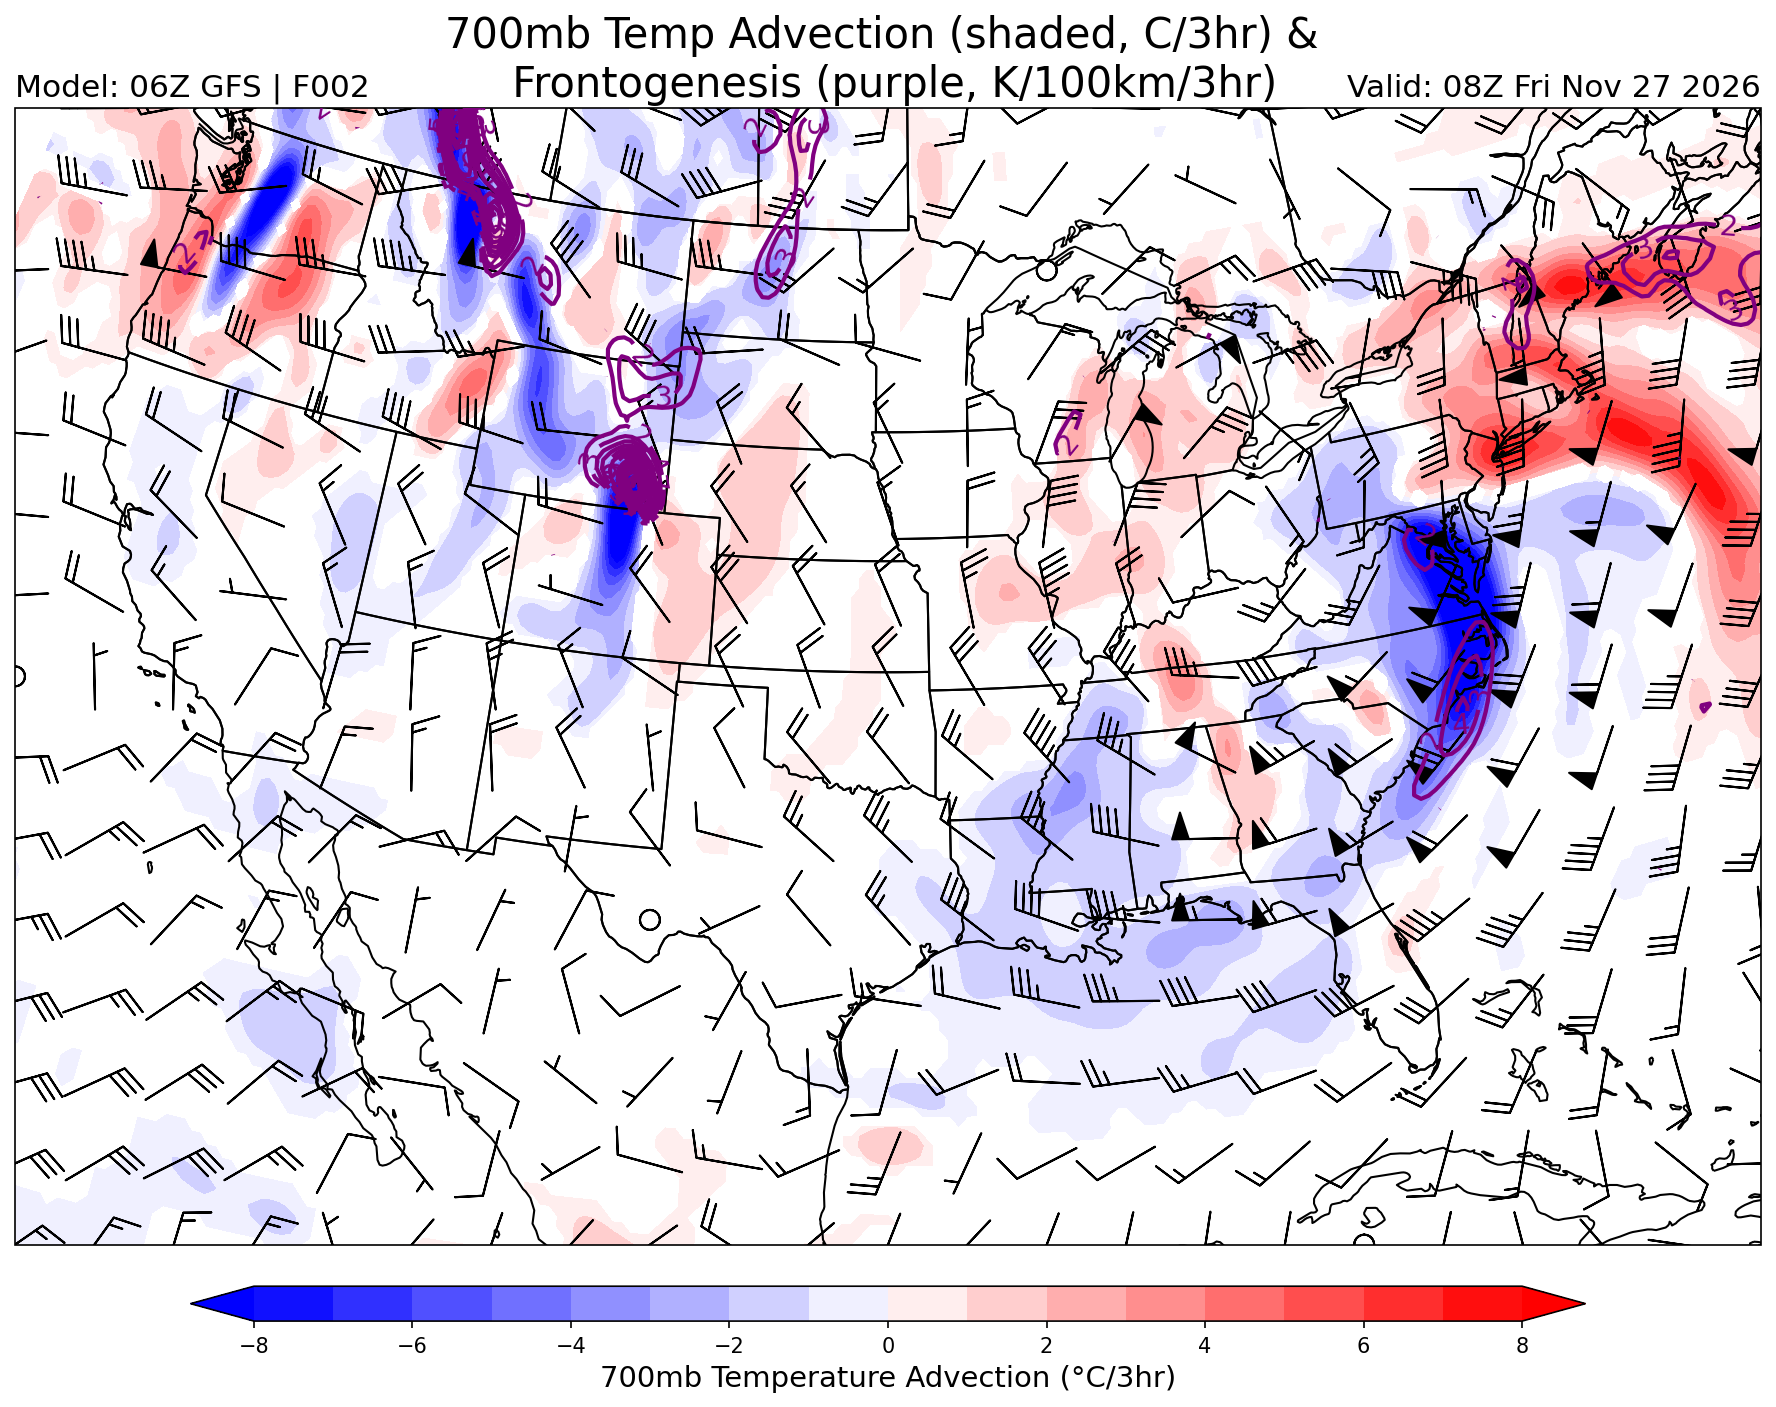 700mb Temp Advection (shaded, C/3hr) &
Model: 06Z GFS | F002
Frontogenesis (purple, K/100km/3hr)
Valid: 08Z Fri Nov 27 2026
−8
−6
−4
−2
0
2
4
6
8
700mb Temperature Advection (°C/3hr)